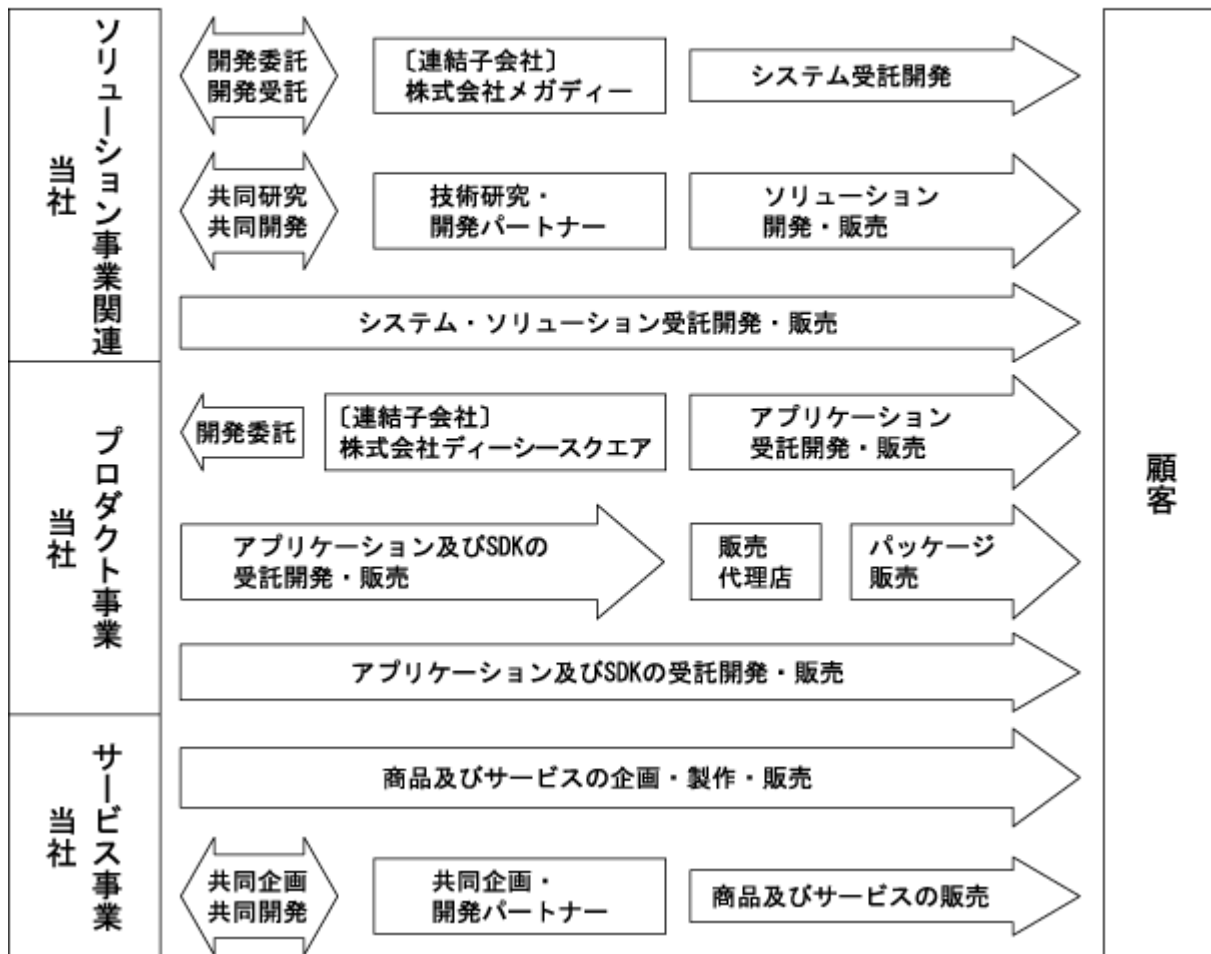 ソリューション事業関連
当社
開発委託
開発受託
〔連結子会社〕
株式会社メガディー
システム受託開発
共同研究
共同開発
技術研究・
開発パートナー
ソリューション
開発・販売
システム・ソリューション受託開発・販売
プロダクト事業
当社
開発委託
〔連結子会社〕
株式会社ディーシースクエア
アプリケーション
受託開発・販売
アプリケーション及びSDKの
受託開発・販売
販売
代理店
パッケージ
販売
アプリケーション及びSDKの受託開発・販売
サービス事業
当社
商品及びサービスの企画・製作・販売
共同企画
共同開発
共同企画・
開発パートナー
商品及びサービスの販売
顧客